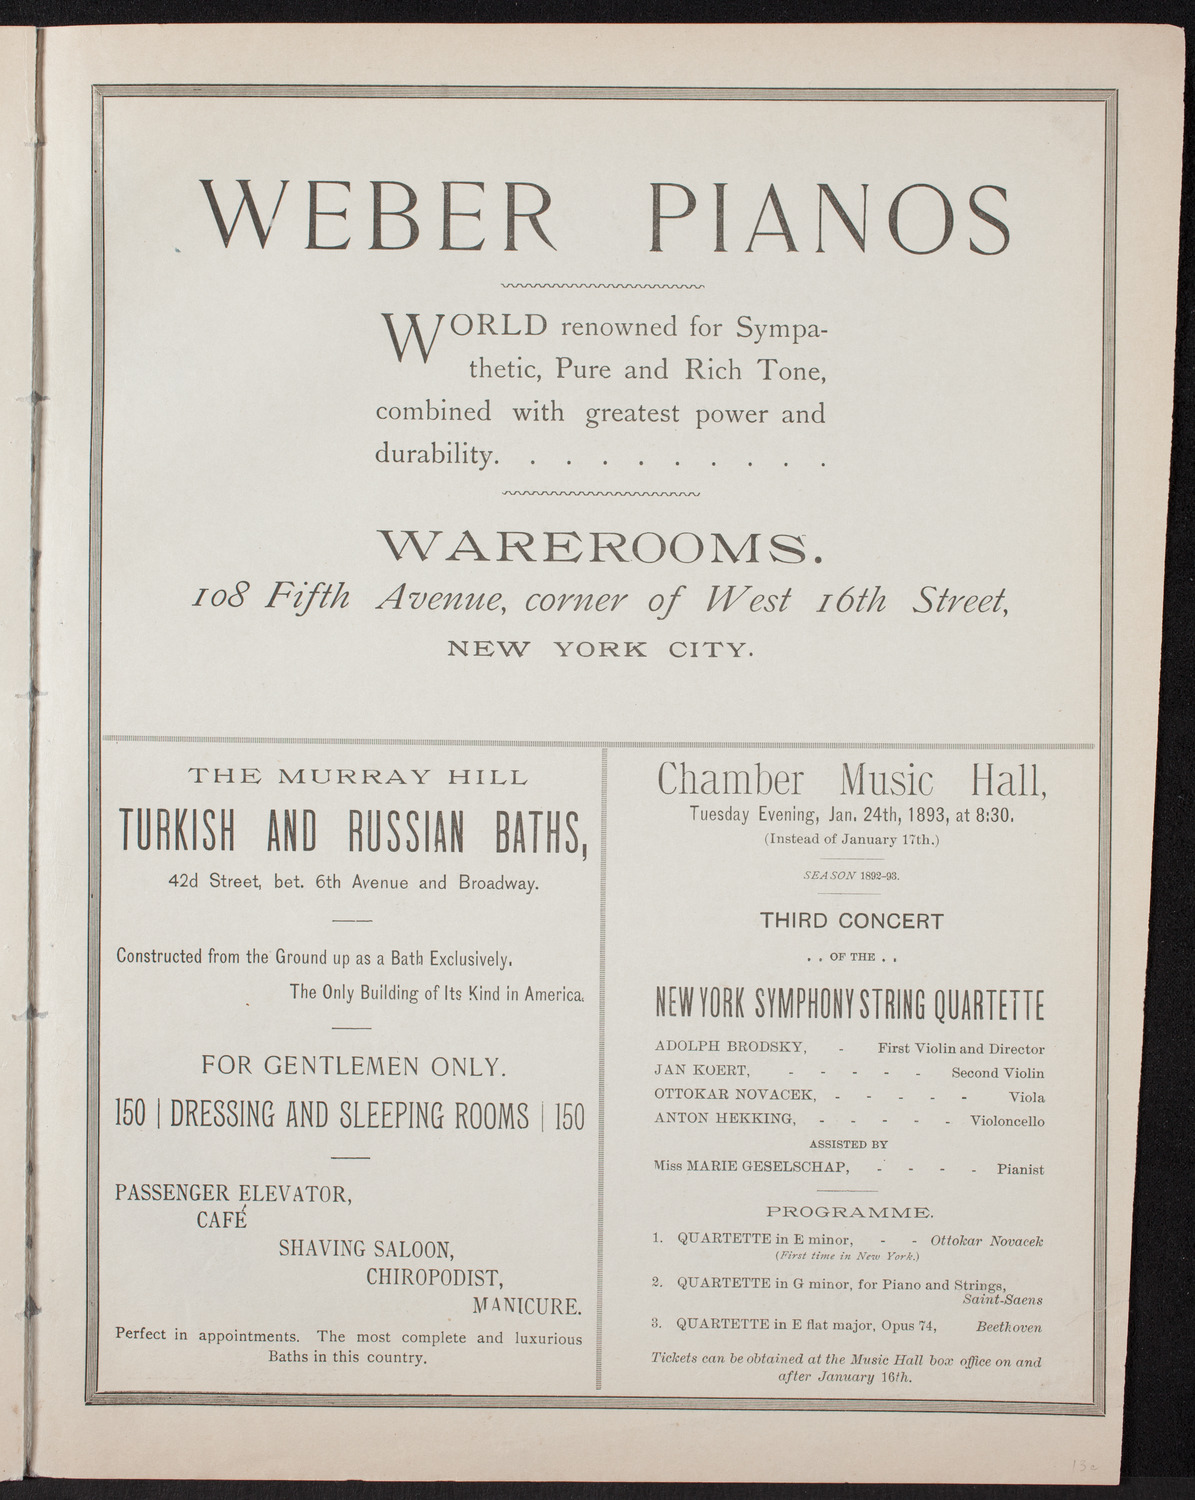 WEBER PIANOS
WORLD renowned for Sympa-
thetic, Pure and Rich Tone,
combined with greatest power and
durability. . . . . . . . . .
WAREROOMS.
108 Fifth Avenue, corner of West 16th Street,
NEW YORK CITY.
THE MURRAY HILL
TURKISH AND RUSSIAN BATHS,
42d Street, bet. 6th Avenue and Broadway.
Constructed from the Ground up as a Bath Exclusively.
The Only Building of Its Kind in America.
FOR GENTLEMEN ONLY.
150 | DRESSING AND SLEEPING ROOMS | 150
PASSENGER ELEVATOR,
CAFÉ
SHAVING SALOON,
CHIROPODIST,
MANICURE.
Perfect in appointments. The most complete and luxurious
Baths in this country.
Chamber Music Hall,
Tuesday Evening, Jan. 24th, 1893, at 8:30.
(Instead of January 17th.)
SEASON 1892-93.
THIRD CONCERT
. . OF THE . .
NEW YORK SYMPHONY STRING QUARTETTE
ADOLPH BRODSKY, - First Violin and Director
JAN KOERT, - - - - - Second Violin
OTTOKAR NOVACEK, - - - - - Viola
ANTON HEKKING, - - - - - Violoncello
ASSISTED BY
Miss MARIE GESELSCHAP, - - - - Pianist
PROGRAMME.
1. QUARTETTE in E minor, - - Ottokar Novacek
(First time in New York.)
2. QUARTETTE in G minor, for Piano and Strings,
Saint-Saens
3. QUARTETTE in E flat major, Opus 74, Beethoven
Tickets can be obtained at the Music Hall box office on and
after January 16th.